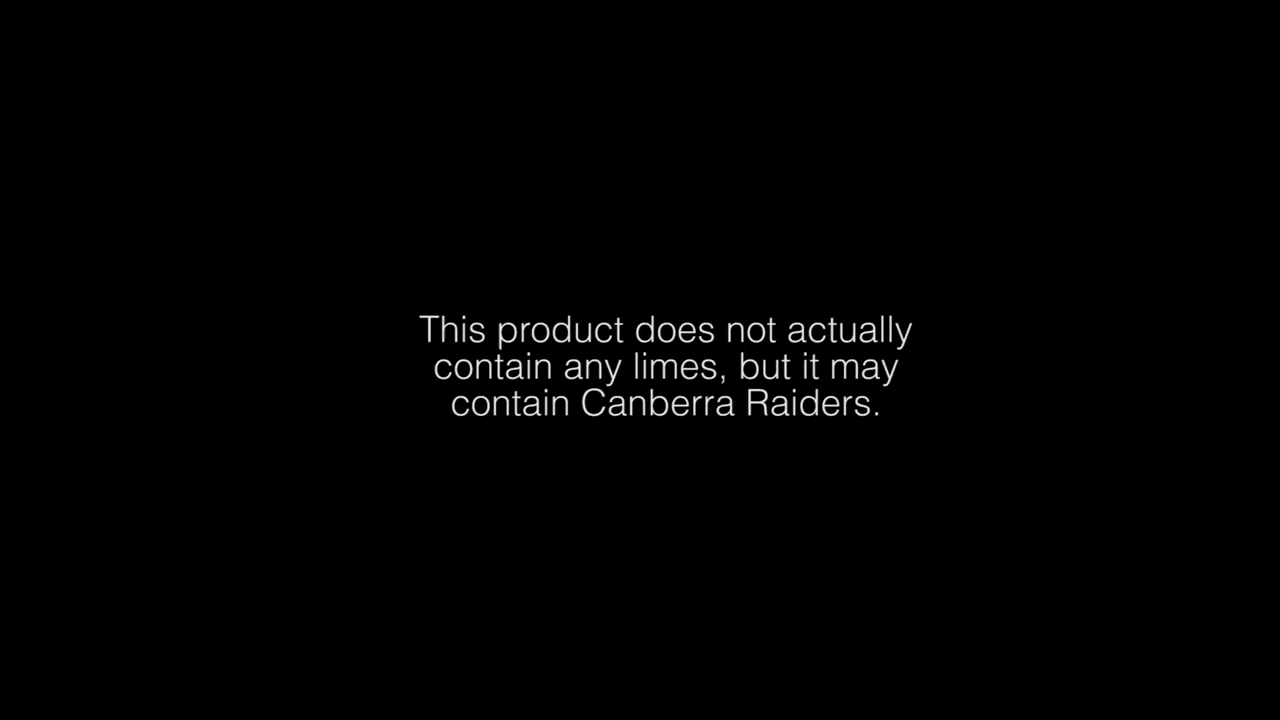 This product does not actually
contain any limes, but it may
contain Canberra Raiders.